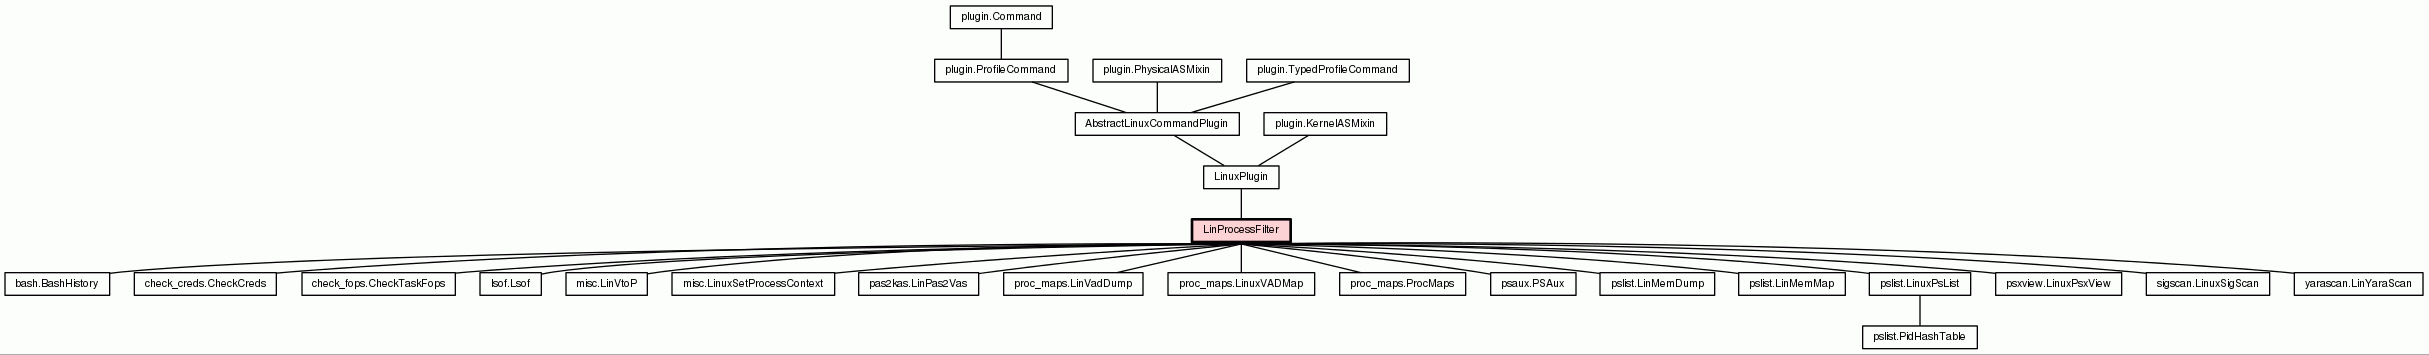 plugin.Command
plugin.ProfileCommand
plugin.PhysicalASMixin
plugin.TypedProfileCommand
AbstractLinuxCommandPlugin
plugin.KernelASMixin
LinuxPlugin
LinProcessFilter
bash.BashHistory
check_creds.CheckCreds
check_fops.CheckTaskFops
lsof.Lsof
misc.LinVtoP
misc.LinuxSetProcessContext
pas2kas.LinPas2Vas
proc_maps.LinVadDump
proc_maps.LinuxVADMap
proc_maps.ProcMaps
psaux.PSAux
pslist.LinMemDump
pslist.LinMemMap
pslist.LinuxPsList
psxview.LinuxPsxView
sigscan.LinuxSigScan
yarascan.LinYaraScan
pslist.PidHashTable